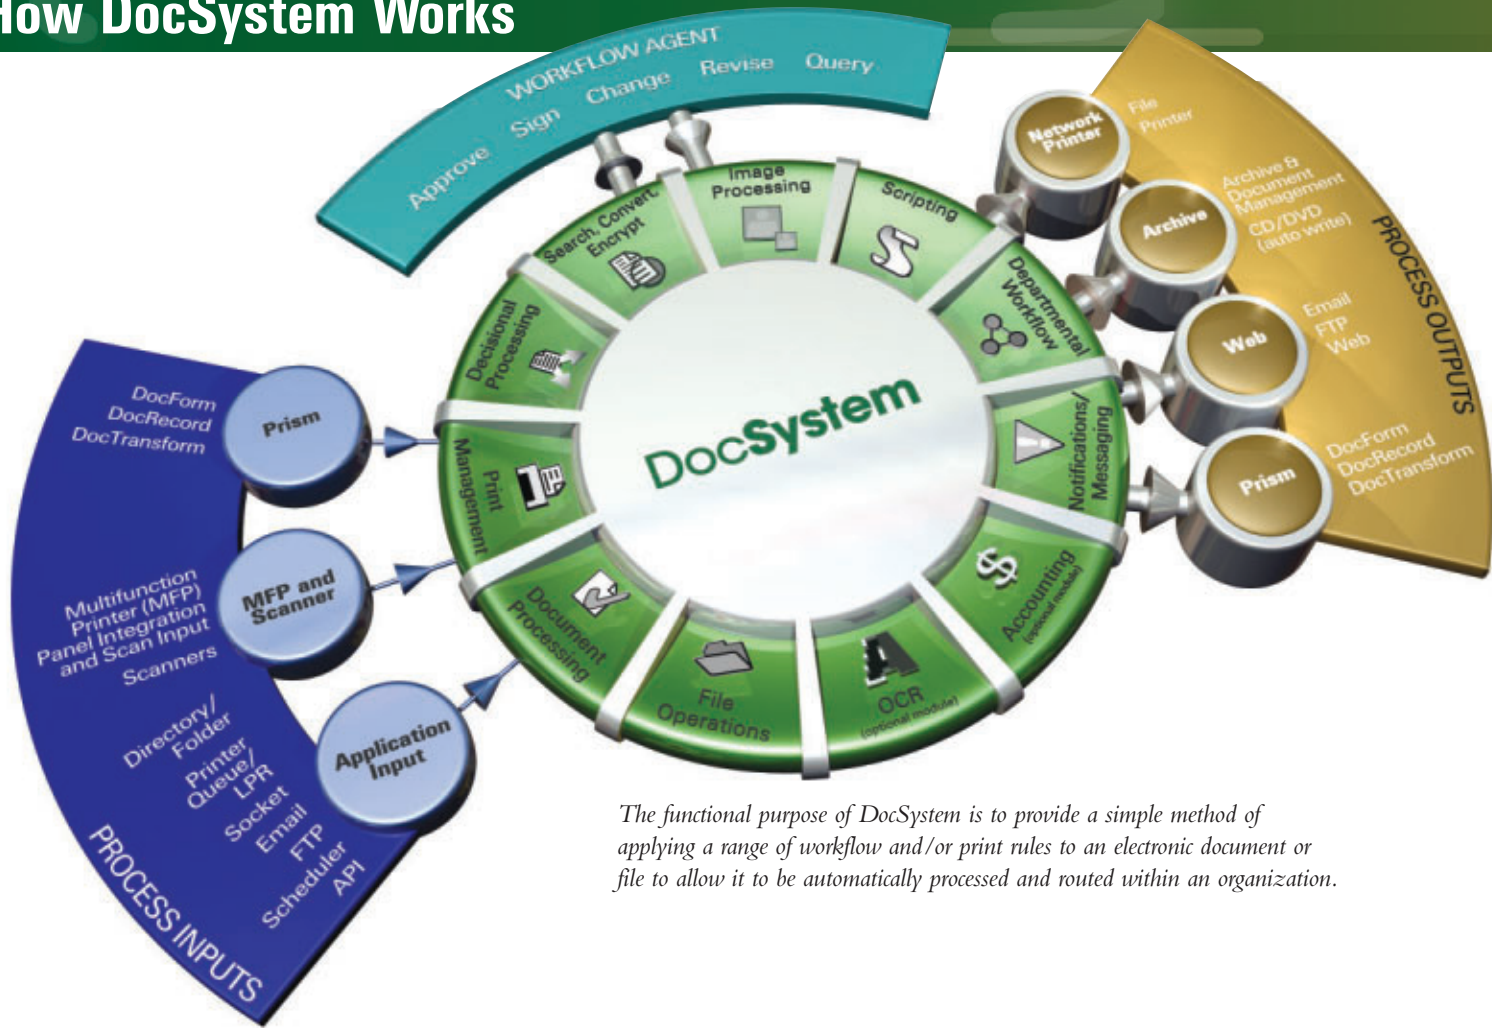 How DocSystem Works
WORKFLOW AGENT
Approve
Sign
Change
Revise
Query
Network
Printer
File
Printer
Archive
Archive &
Document
Management
CD/DVD
(auto write)
Web
Email
FTP
Web
Prism
DocForm
DocRecord
DocTransform
PROCESS OUTPUTS
Image
Processing
Scripting
Departmental
Workflow
Notifications/
Messaging
Accounting
(optional module)
OCR
(optional module)
File
Operations
Document
Processing
Print
Management
Decisional
Processing
Search, Convert,
Encrypt
DocSystem
DocForm
DocRecord
DocTransform
Prism
Multifunction
Printer (MFP)
Panel Integration
and Scan Input
Scanners
MFP and
Scanner
Directory/
Folder
Printer
Queue/
LPR
Socket
Email
FTP
Scheduler
API
Application
Input
PROCESS INPUTS
The functional purpose of DocSystem is to provide a simple method of
applying a range of workflow and/or print rules to an electronic document or
file to allow it to be automatically processed and routed within an organization.